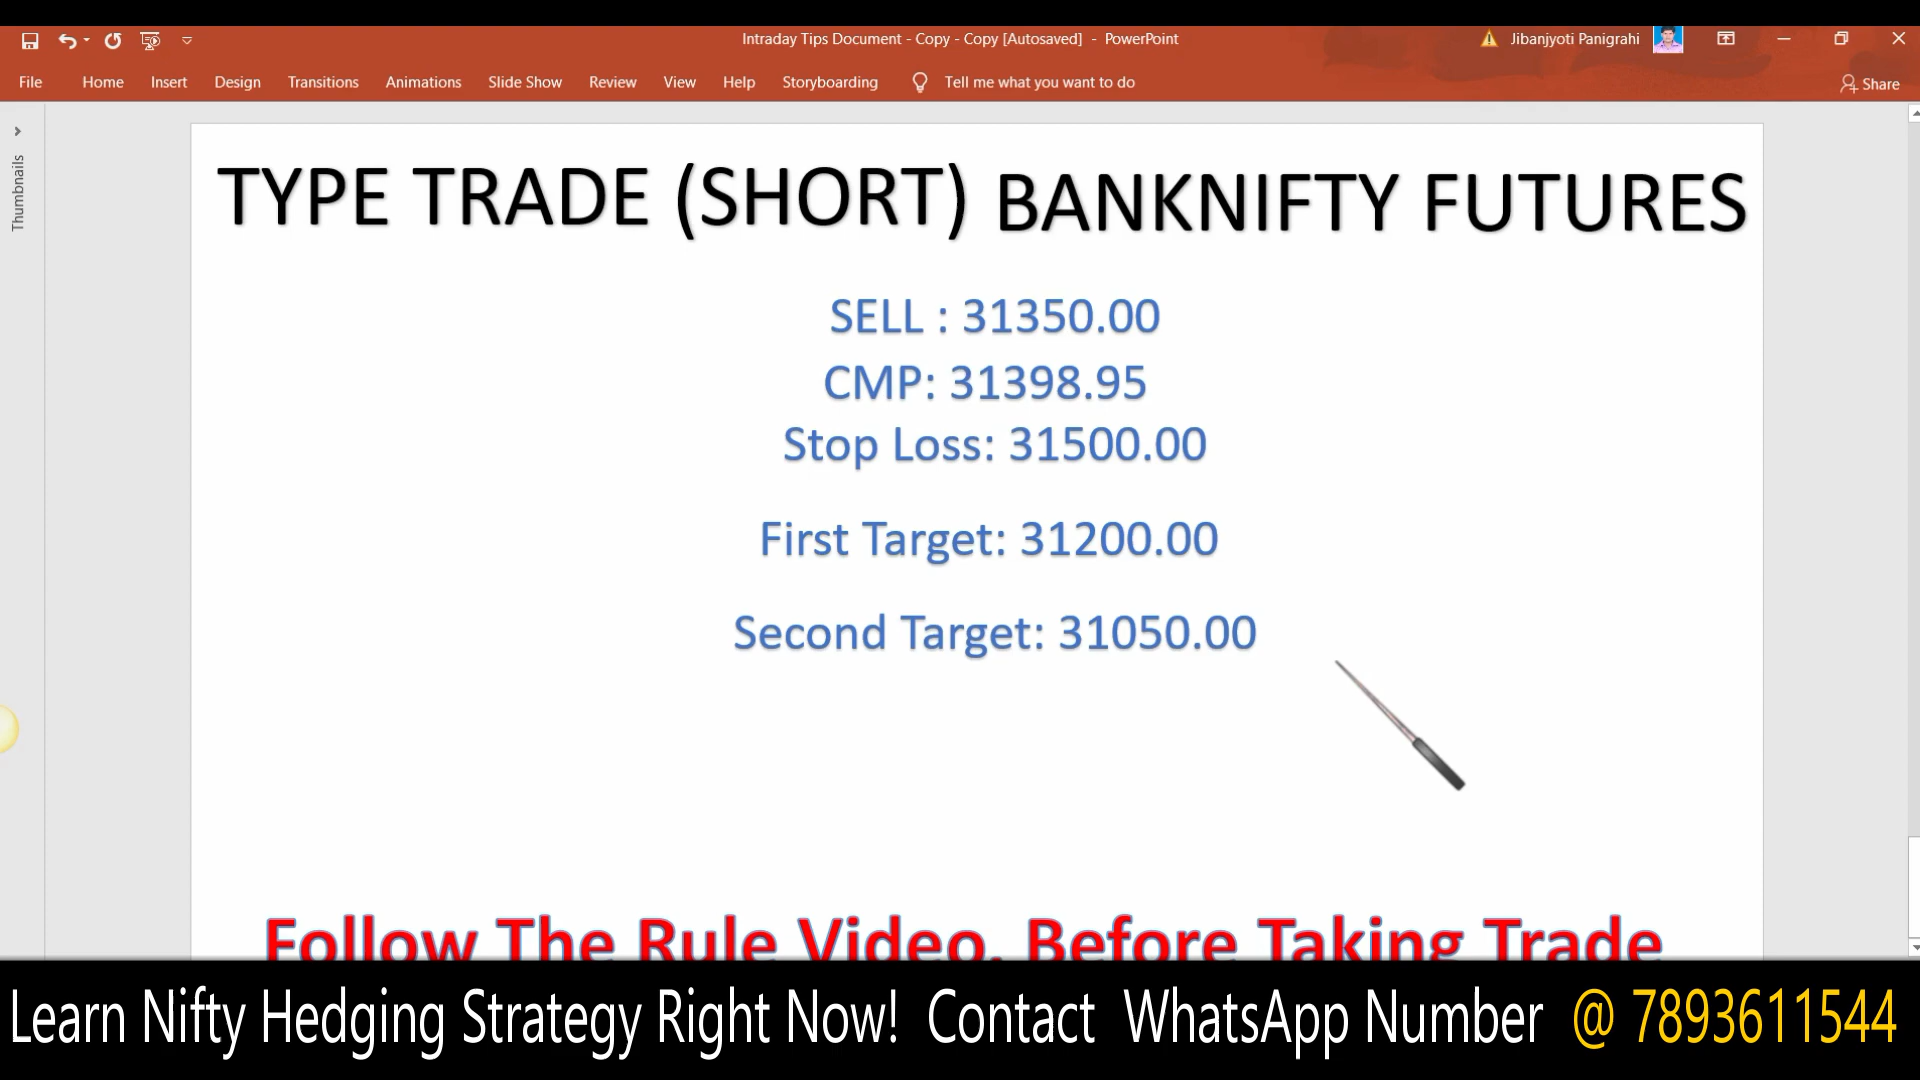 Intraday Tips Document - Copy - Copy [Autosaved] - PowerPoint
Jibanjyoti Panigrahi
File Home Insert Design Transitions Animations Slide Show Review View Help Storyboarding Tell me what you want to do Share
Thumbnails
TYPE TRADE (SHORT) BANKNIFTY FUTURES
SELL : 31350.00
CMP: 31398.95
Stop Loss: 31500.00
First Target: 31200.00
Second Target: 31050.00
Follow The Rule Video, Before Taking Trade
Learn Nifty Hedging Strategy Right Now! Contact WhatsApp Number @ 7893611544